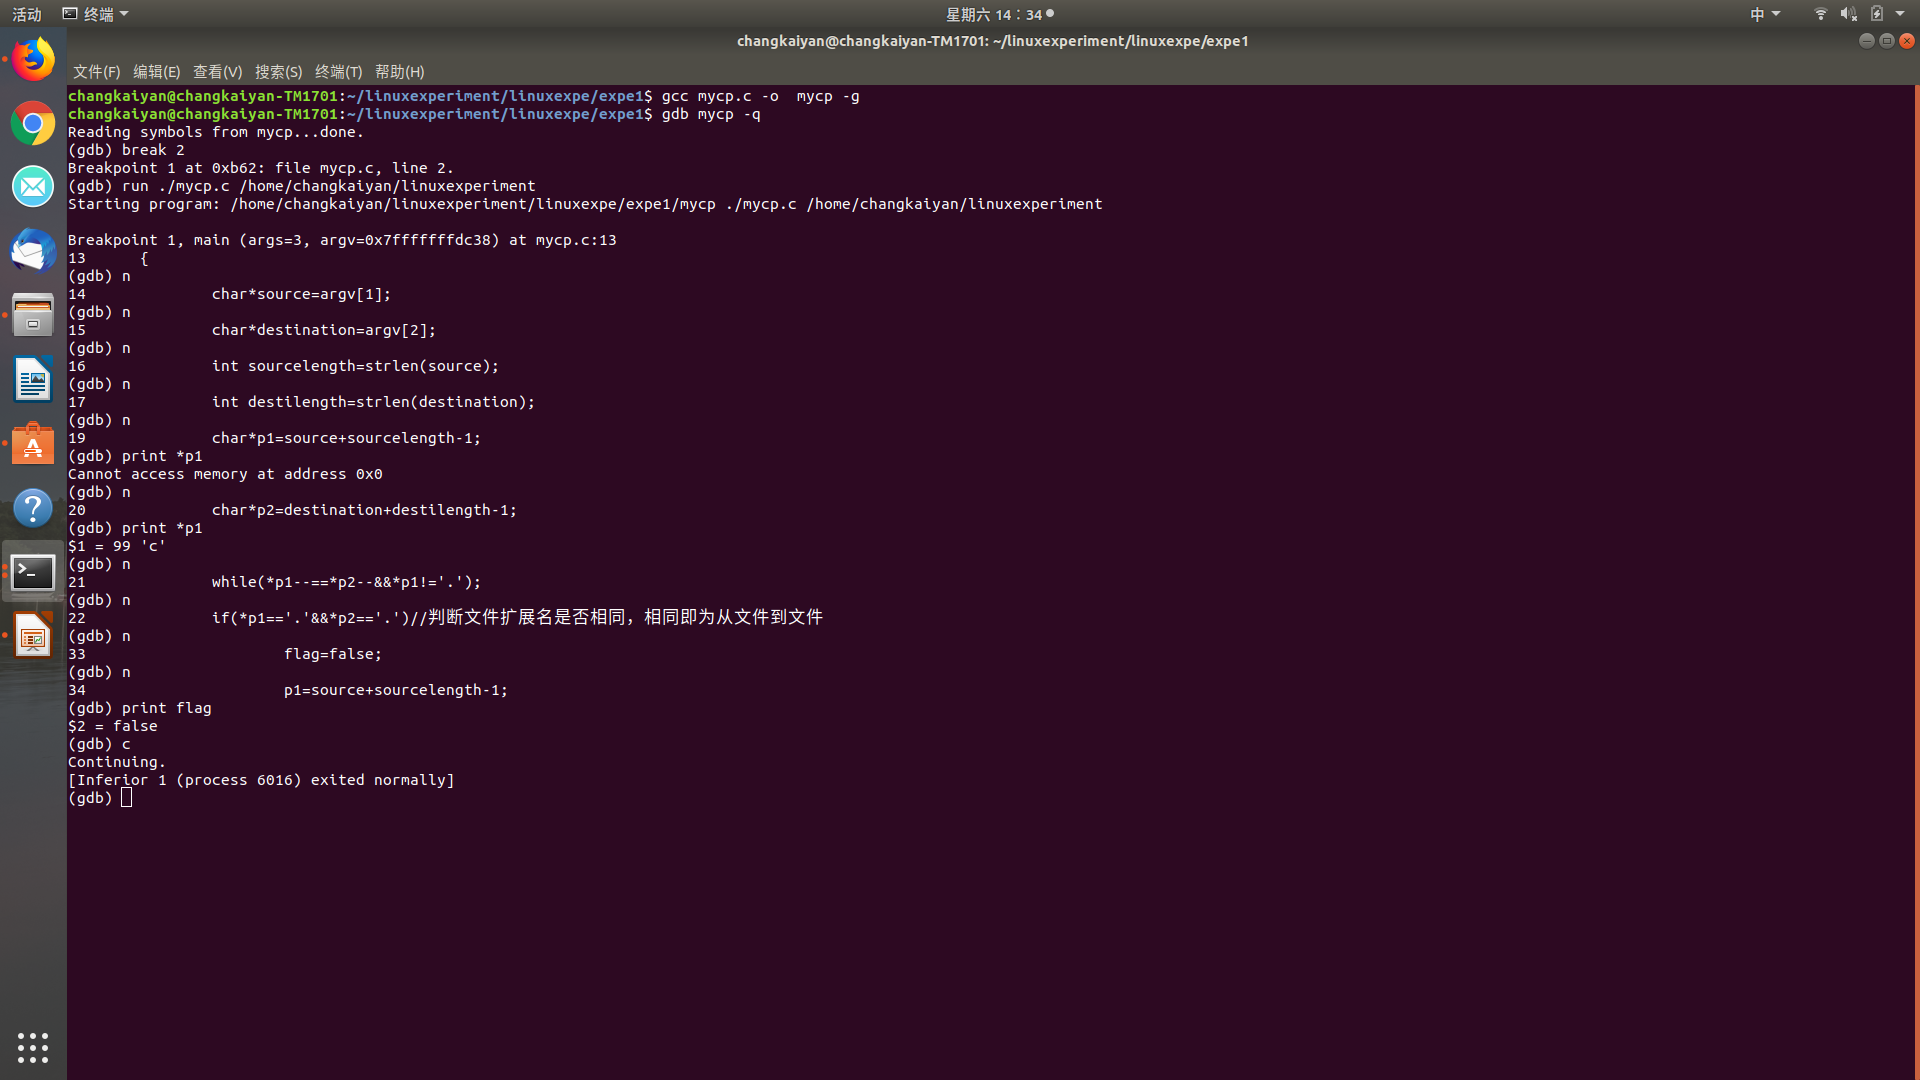 活动 终端 星期六 14：34 中
changkaiyan@changkaiyan-TM1701: ~/linuxexperiment/linuxexpe/expe1
文件(F) 编辑(E) 查看(V) 搜索(S) 终端(T) 帮助(H)
changkaiyan@changkaiyan-TM1701:~/linuxexperiment/linuxexpe/expe1$ gcc mycp.c -o  mycp -g
changkaiyan@changkaiyan-TM1701:~/linuxexperiment/linuxexpe/expe1$ gdb mycp -q
Reading symbols from mycp...done.
(gdb) break 2
Breakpoint 1 at 0xb62: file mycp.c, line 2.
(gdb) run ./mycp.c /home/changkaiyan/linuxexperiment
Starting program: /home/changkaiyan/linuxexperiment/linuxexpe/expe1/mycp ./mycp.c /home/changkaiyan/linuxexperiment
Breakpoint 1, main (args=3, argv=0x7fffffffdc38) at mycp.c:13
13      {
(gdb) n
14              char*source=argv[1];
(gdb) n
15              char*destination=argv[2];
(gdb) n
16              int sourcelength=strlen(source);
(gdb) n
17              int destilength=strlen(destination);
(gdb) n
19              char*p1=source+sourcelength-1;
(gdb) print *p1
Cannot access memory at address 0x0
(gdb) n
20              char*p2=destination+destilength-1;
(gdb) print *p1
$1 = 99 'c'
(gdb) n
21              while(*p1--==*p2--&&*p1!='.');
(gdb) n
22              if(*p1=='.'&&*p2=='.')//判断文件扩展名是否相同，相同即为从文件到文件
(gdb) n
33                      flag=false;
(gdb) n
34                      p1=source+sourcelength-1;
(gdb) print flag
$2 = false
(gdb) c
Continuing.
[Inferior 1 (process 6016) exited normally]
(gdb)